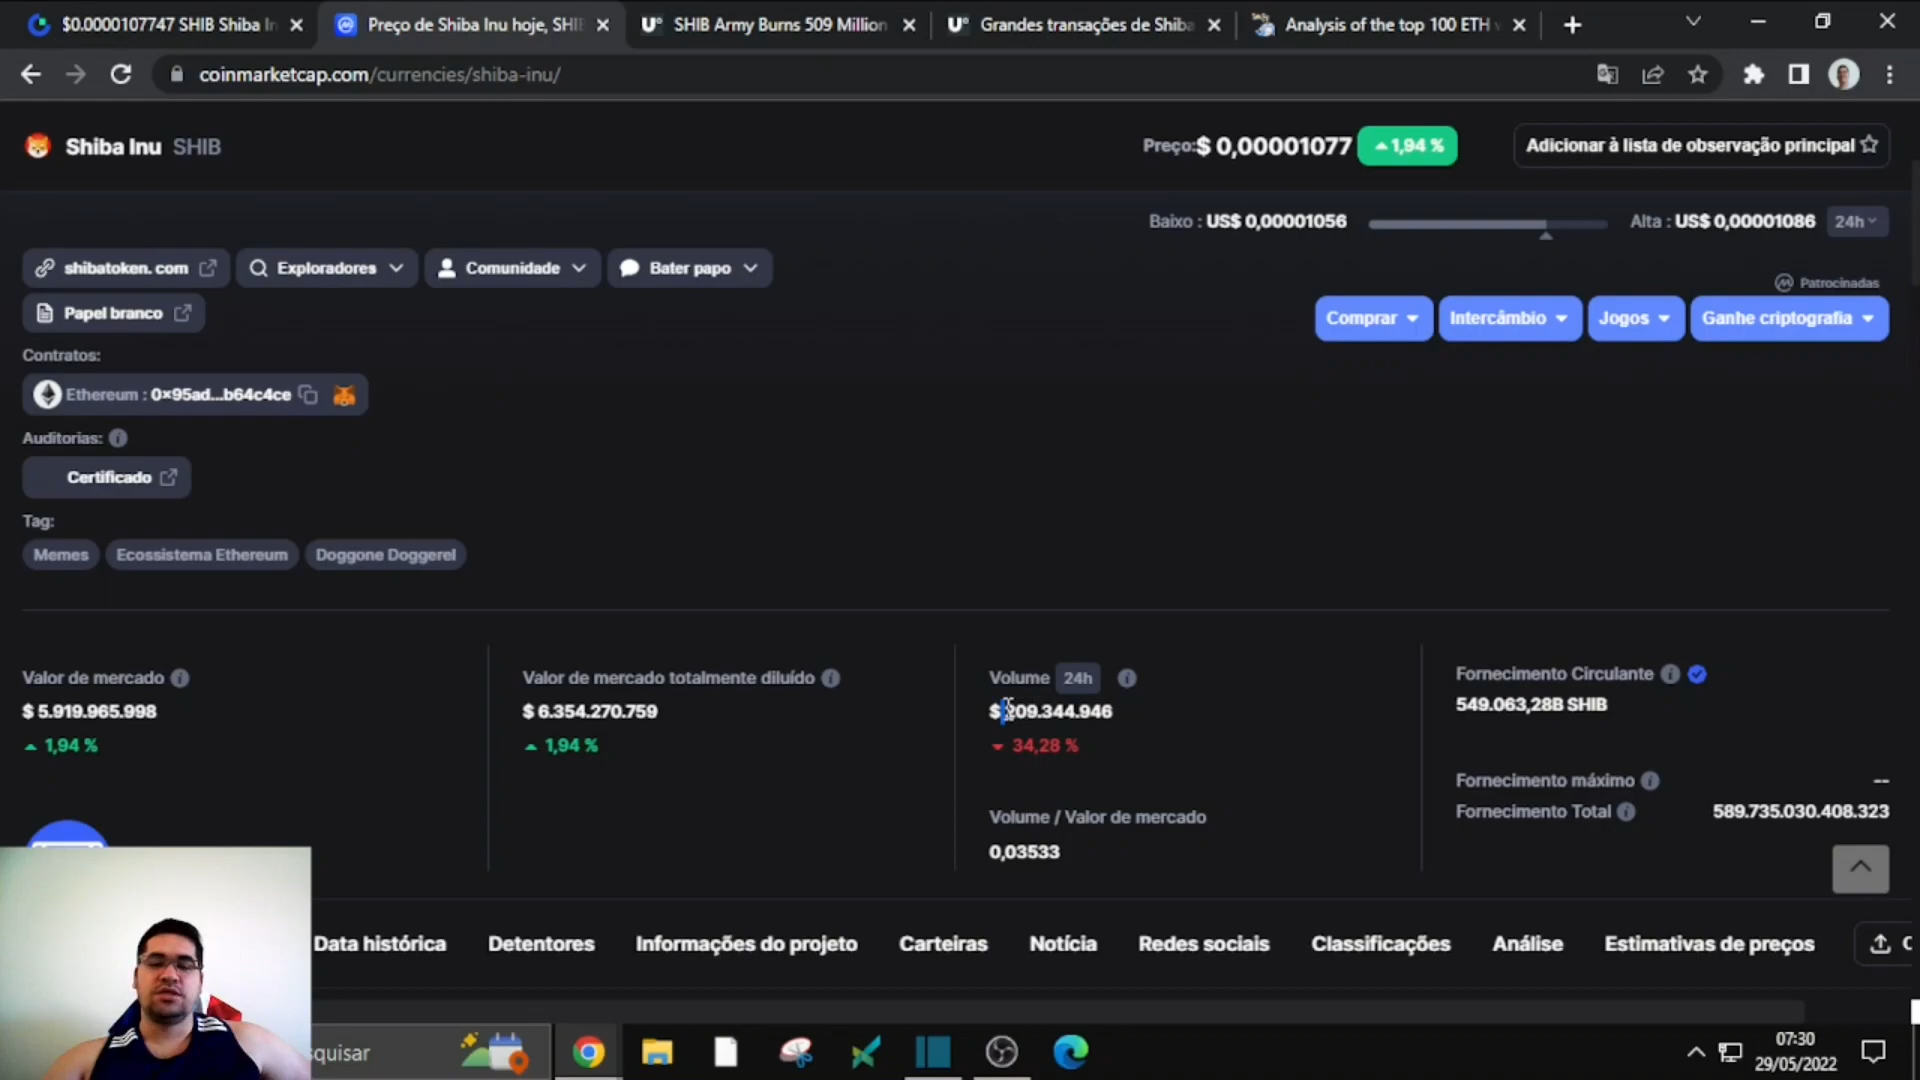 $0.0000107747 SHIB Shiba In
Preço de Shiba Inu hoje, SHIB
SHIB Army Burns 509 Million
Grandes transações de Shiba
Analysis of the top 100 ETH
coinmarketcap.com/currencies/shiba-inu/
Shiba Inu SHIB
Preço:$ 0,00001077
1,94 %
Adicionar à lista de observação principal
Baixo : US$ 0,00001056
Alta : US$ 0,00001086
24h
shibatoken. com
Exploradores
Comunidade
Bater papo
Patrocinadas
Papel branco
Comprar
Intercâmbio
Jogos
Ganhe criptografia
Contratos:
Ethereum : 0x95ad...b64c4ce
Auditorias:
Certificado
Tag:
Memes
Ecossistema Ethereum
Doggone Doggerel
Valor de mercado
$ 5.919.965.998
1,94 %
Valor de mercado totalmente diluído
$ 6.354.270.759
1,94 %
Volume 24h
$ 209.344.946
34,28 %
Volume / Valor de mercado
0,03533
Fornecimento Circulante
549.063,28B SHIB
Fornecimento máximo --
Fornecimento Total 589.735.030.408.323
Data histórica
Detentores
Informações do projeto
Carteiras
Notícia
Redes sociais
Classificações
Análise
Estimativas de preços
squisar
07:30
29/05/2022